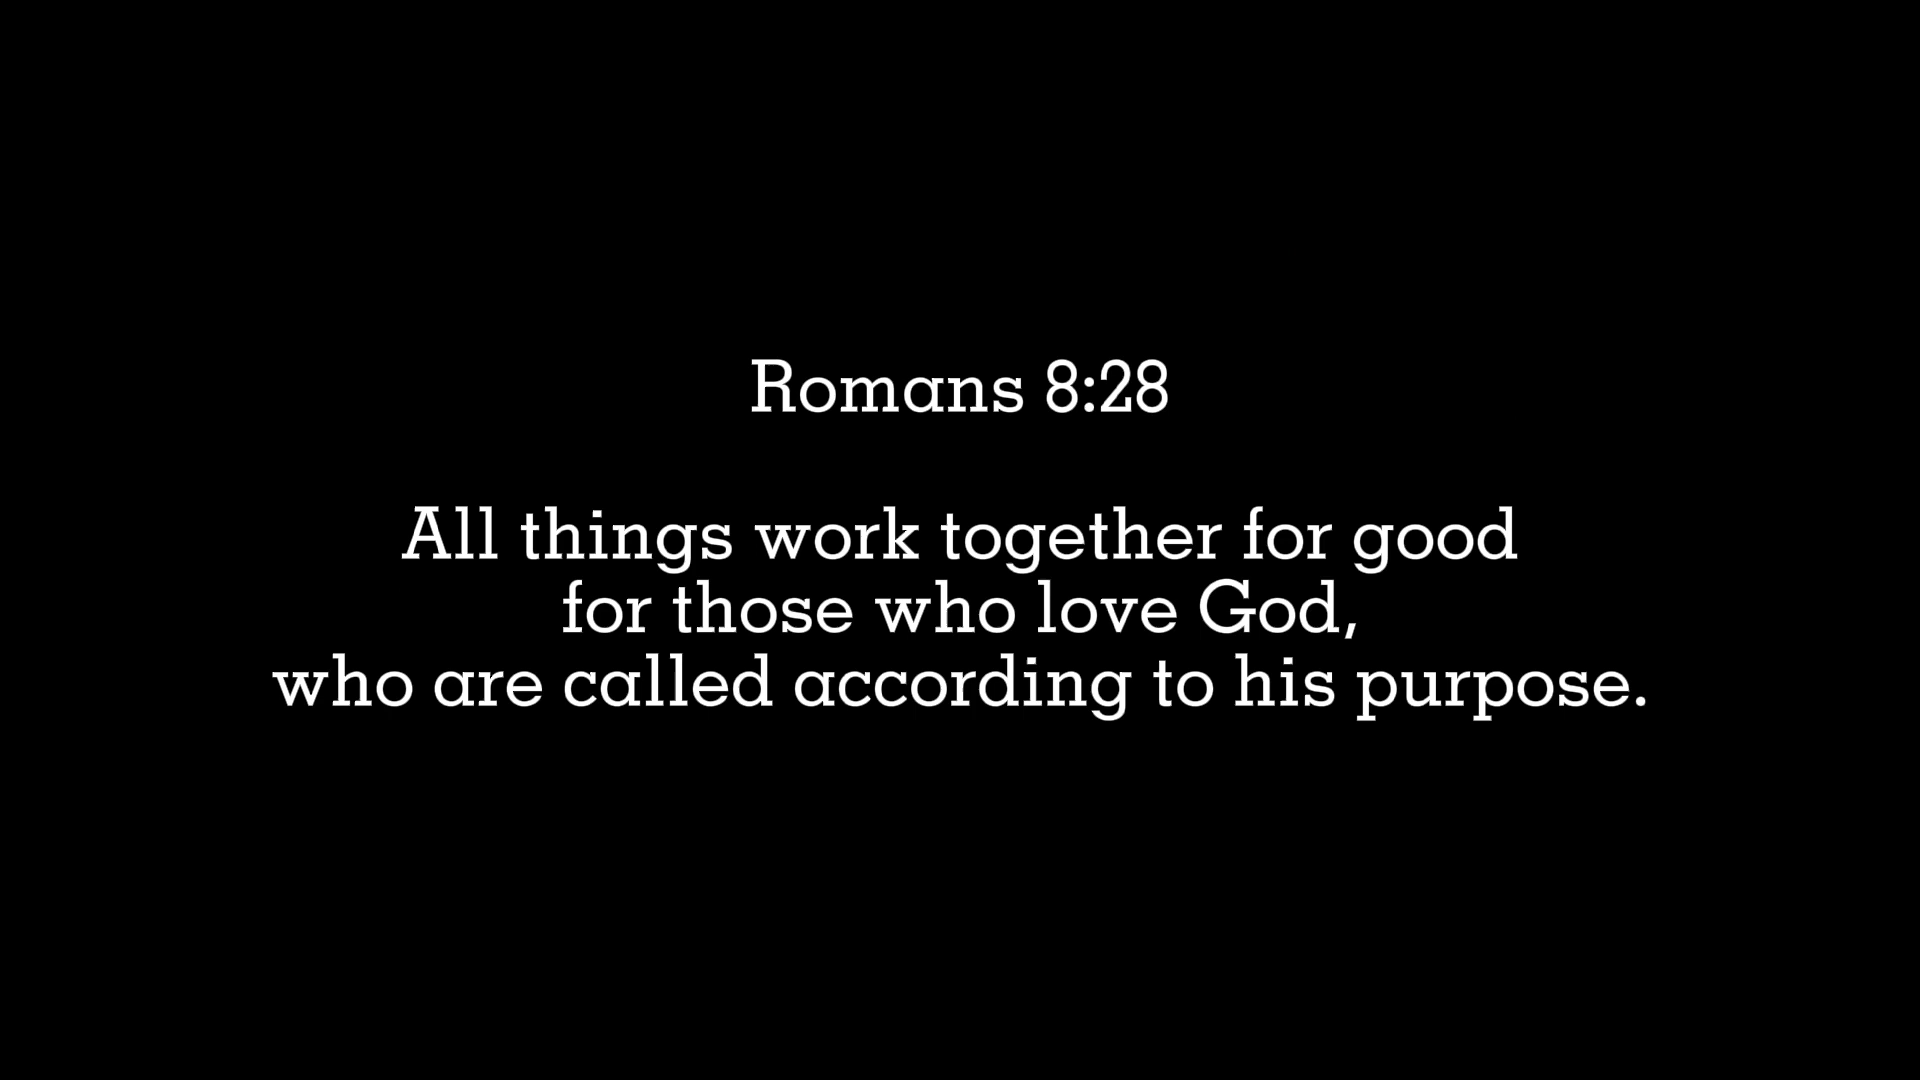 Romans 8:28
All things work together for good
for those who love God,
who are called according to his purpose.